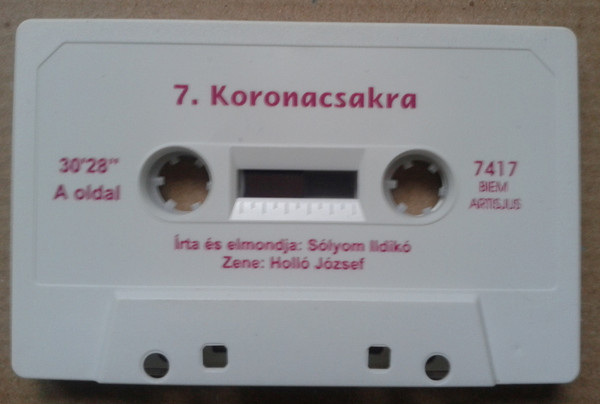 7. Koronacsakra
30'28"
A oldal
7417
BIEM
ARTISJUS
Írta és elmondja: Sólyom Ildikó
Zene: Holló József